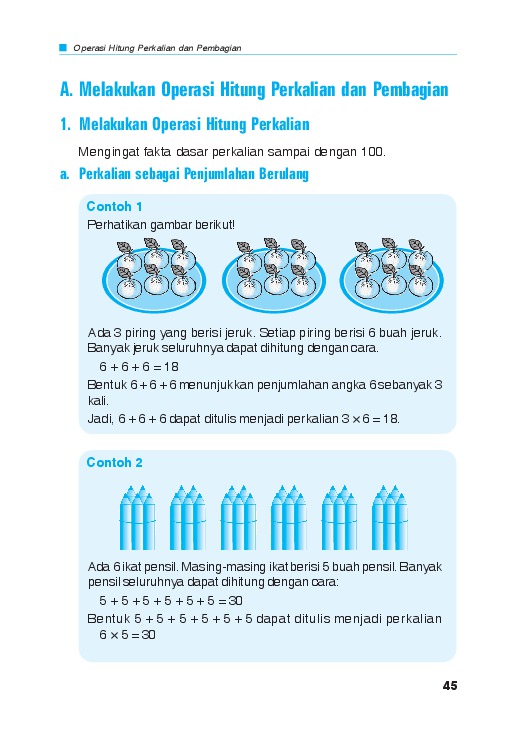 Operasi Hitung Perkalian dan Pembagian
A. Melakukan Operasi Hitung Perkalian dan Pembagian
1. Melakukan Operasi Hitung Perkalian
Mengingat fakta dasar perkalian sampai dengan 100.
a. Perkalian sebagai Penjumlahan Berulang
Contoh 1
Perhatikan gambar berikut!
Ada 3 piring yang berisi jeruk. Setiap piring berisi 6 buah jeruk.
Banyak jeruk seluruhnya dapat dihitung dengan cara.
6 + 6 + 6 = 18
Bentuk 6 + 6 + 6 menunjukkan penjumlahan angka 6 sebanyak 3
kali.
Jadi, 6 + 6 + 6 dapat ditulis menjadi perkalian 3 × 6 = 18.
Contoh 2
Ada 6 ikat pensil. Masing-masing ikat berisi 5 buah pensil. Banyak
pensil seluruhnya dapat dihitung dengan cara:
5 + 5 + 5 + 5 + 5 + 5 = 30
Bentuk 5 + 5 + 5 + 5 + 5 + 5 dapat ditulis menjadi perkalian
6 × 5 = 30
45